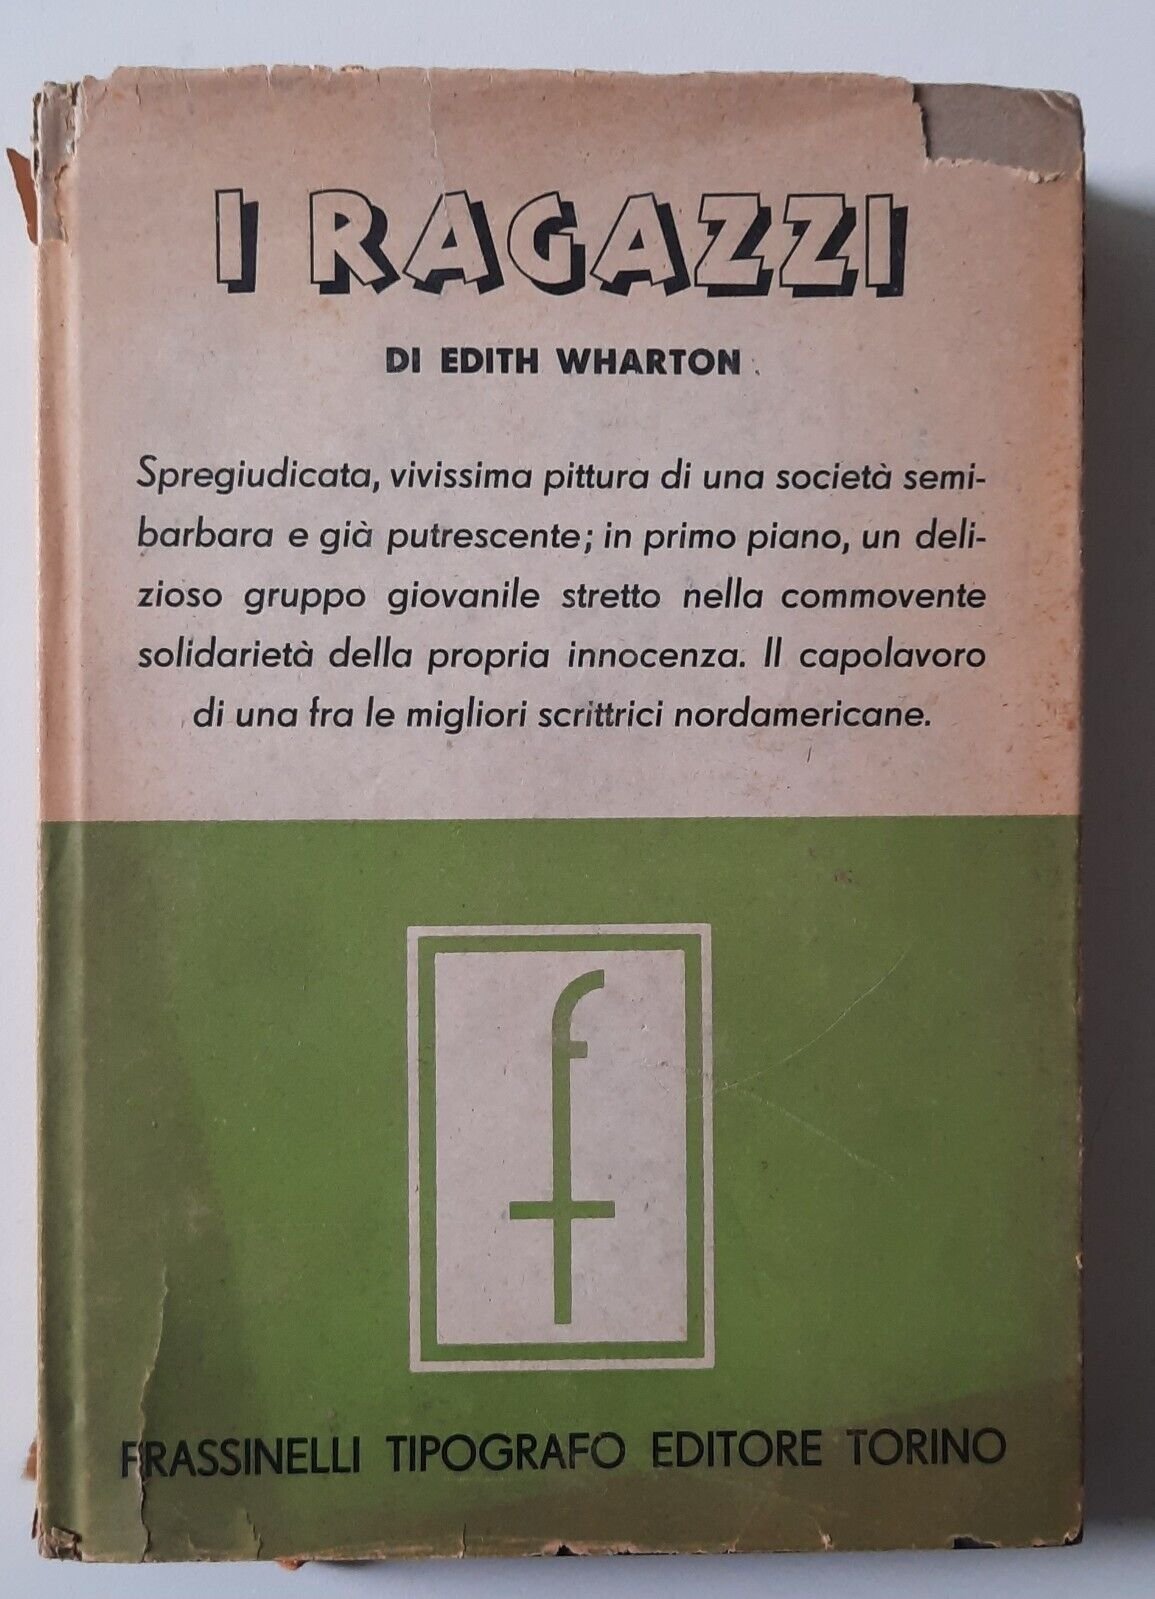 I RAGAZZI
DI EDITH WHARTON
Spregiudicata, vivissima pittura di una società semi-
barbara e già putrescente; in primo piano, un deli-
zioso gruppo giovanile stretto nella commovente
solidarietà della propria innocenza. Il capolavoro
di una fra le migliori scrittrici nordamericane.
f
FRASSINELLI TIPOGRAFO EDITORE TORINO